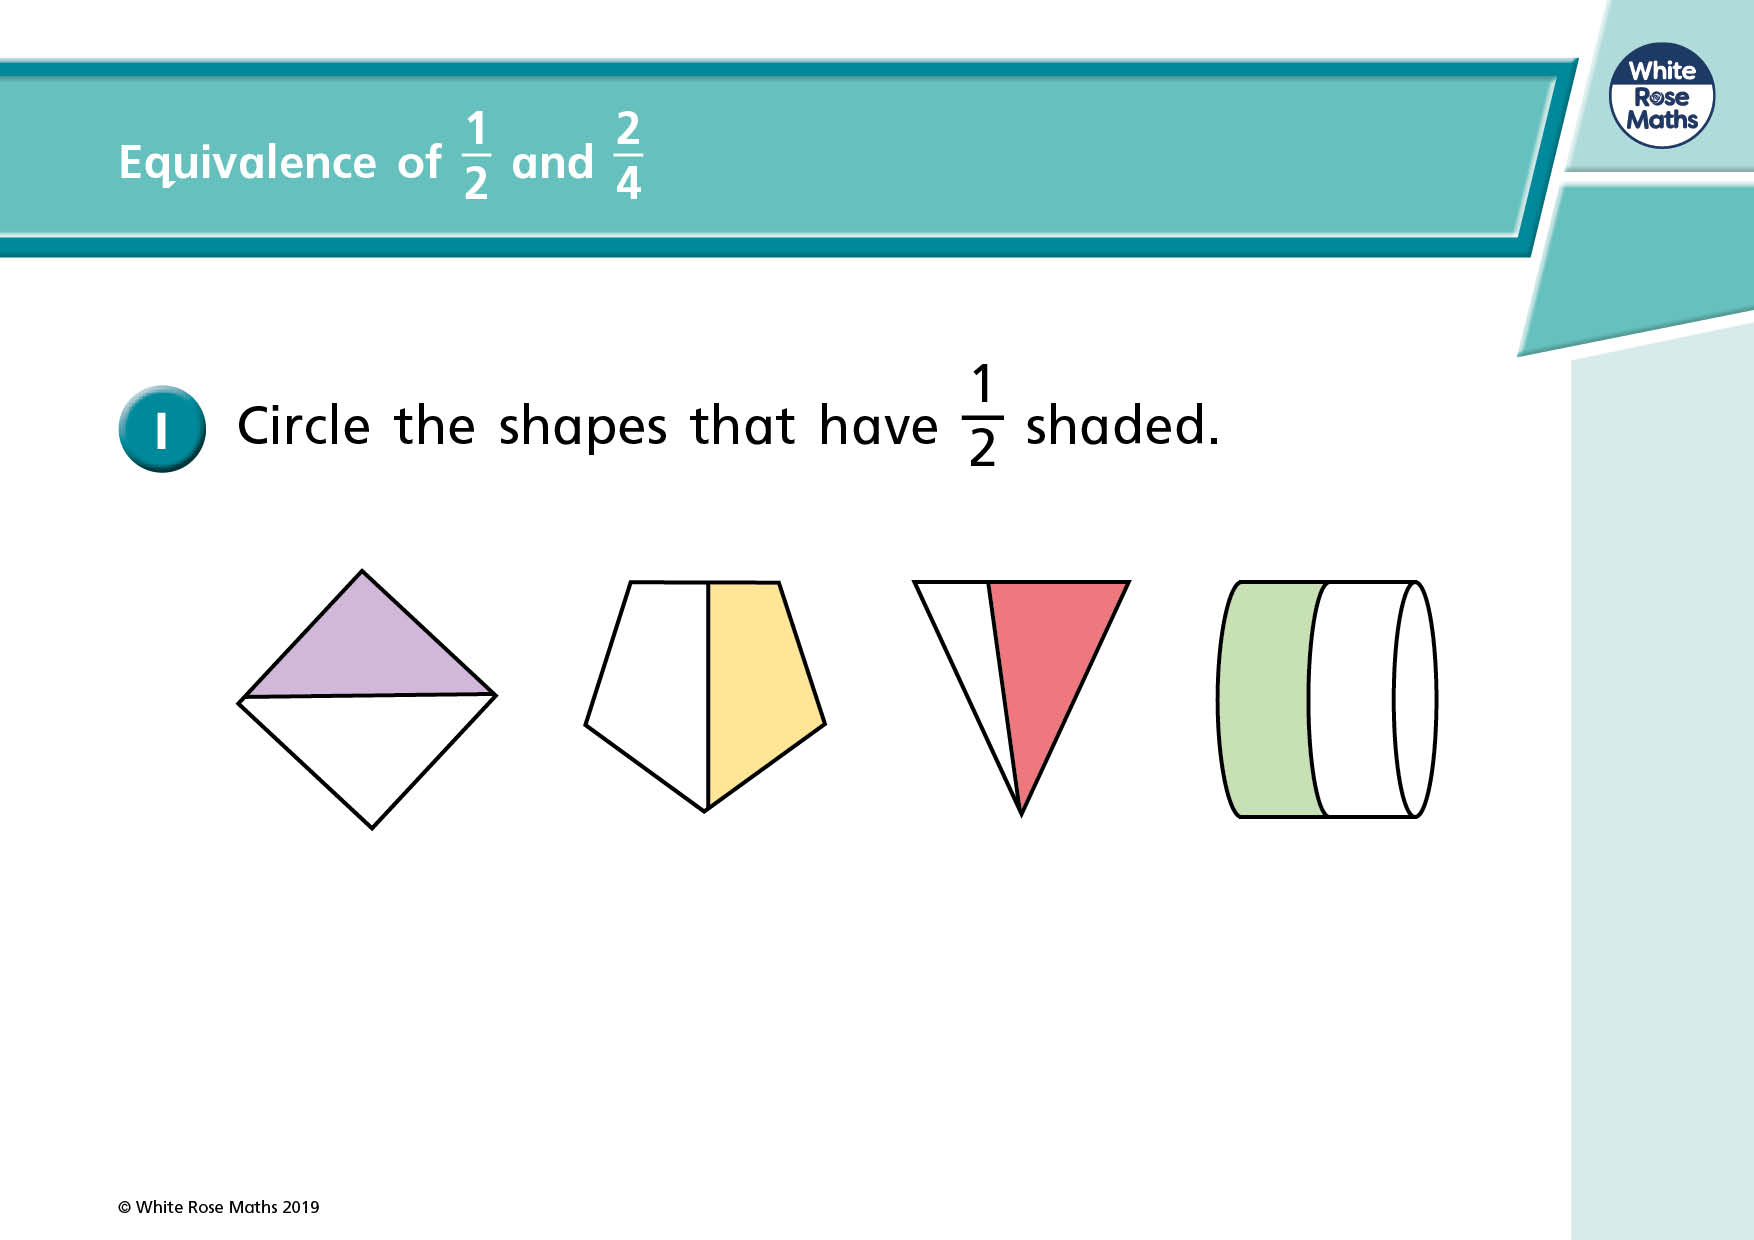 White
Rose
Maths
Equivalence of 1/2 and 2/4
1 Circle the shapes that have 1/2 shaded.
© White Rose Maths 2019